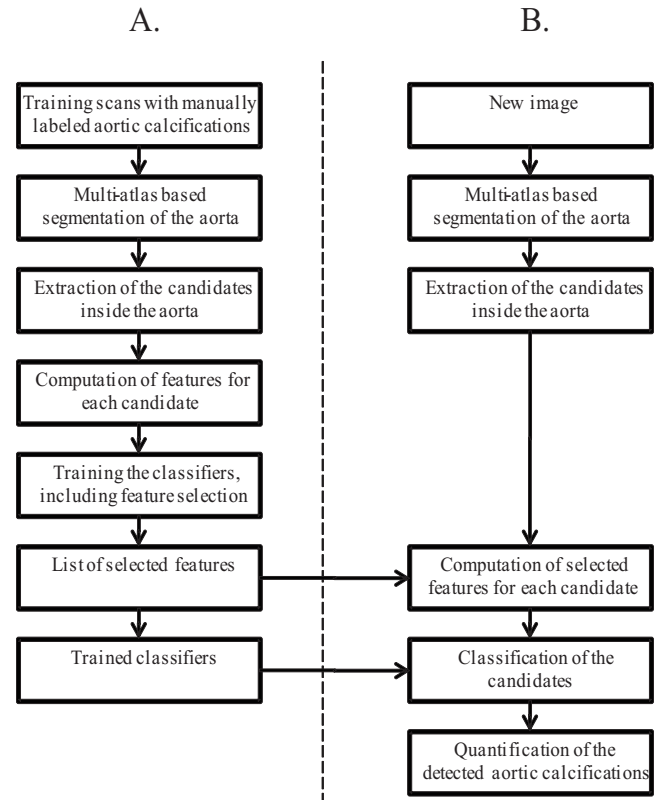 A.
Training scans with manually
labeled aortic calcifications
Multi-atlas based
segmentation of the aorta
Extraction of the candidates
inside the aorta
Computation of features for
each candidate
Training the classifiers,
including feature selection
List of selected features
Trained classifiers
B.
New image
Multi-atlas based
segmentation of the aorta
Extraction of the candidates
inside the aorta
Computation of selected
features for each candidate
Classification of the
candidates
Quantification of the
detected aortic calcifications